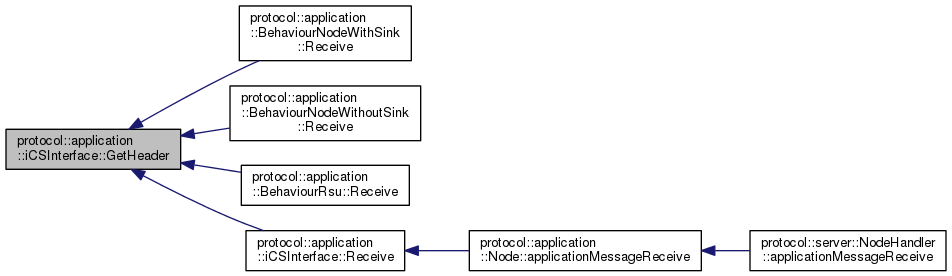 protocol::application
::BehaviourNodeWithSink
::Receive
protocol::application
::BehaviourNodeWithoutSink
::Receive
protocol::application
::iCSInterface::GetHeader
protocol::application
::BehaviourRsu::Receive
protocol::application
::iCSInterface::Receive
protocol::application
::Node::applicationMessageReceive
protocol::server::NodeHandler
::applicationMessageReceive